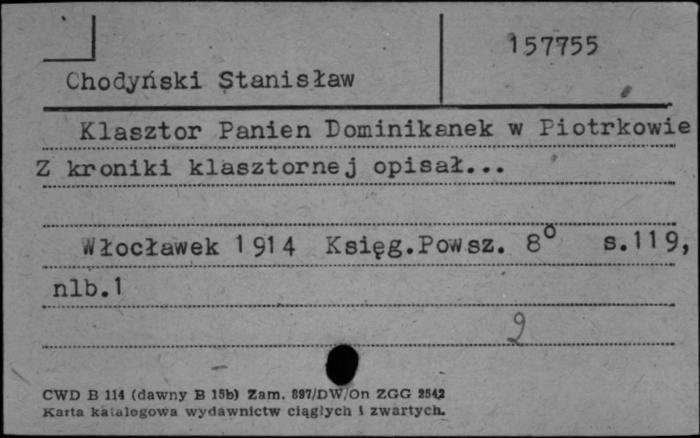 157755
Chodyński Stanisław
Klasztor Panien Dominikanek w Piotrkowie
Z kroniki klasztornej opisał...
Włocławek 1914 Księg.Powsz. 8° s.119,
nlb.1
2
CWD B 114 (dawny B 15b) Zam. 897/DW/On ZGG 2542
Karta katalogowa wydawnictw ciągłych i zwartych.